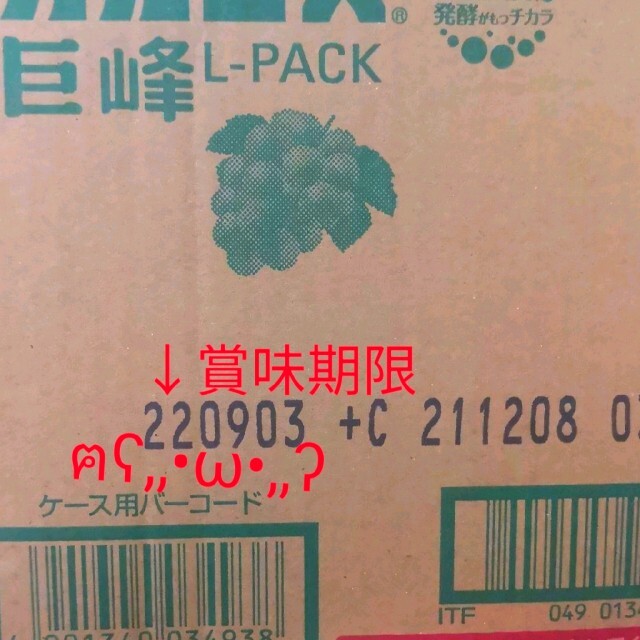 発酵がもつチカラ
巨峰 L-PACK
↓賞味期限
220903 +C 211208
ฅʕ„•ω•„ʔ
ケース用バーコード
ITF
049 0134